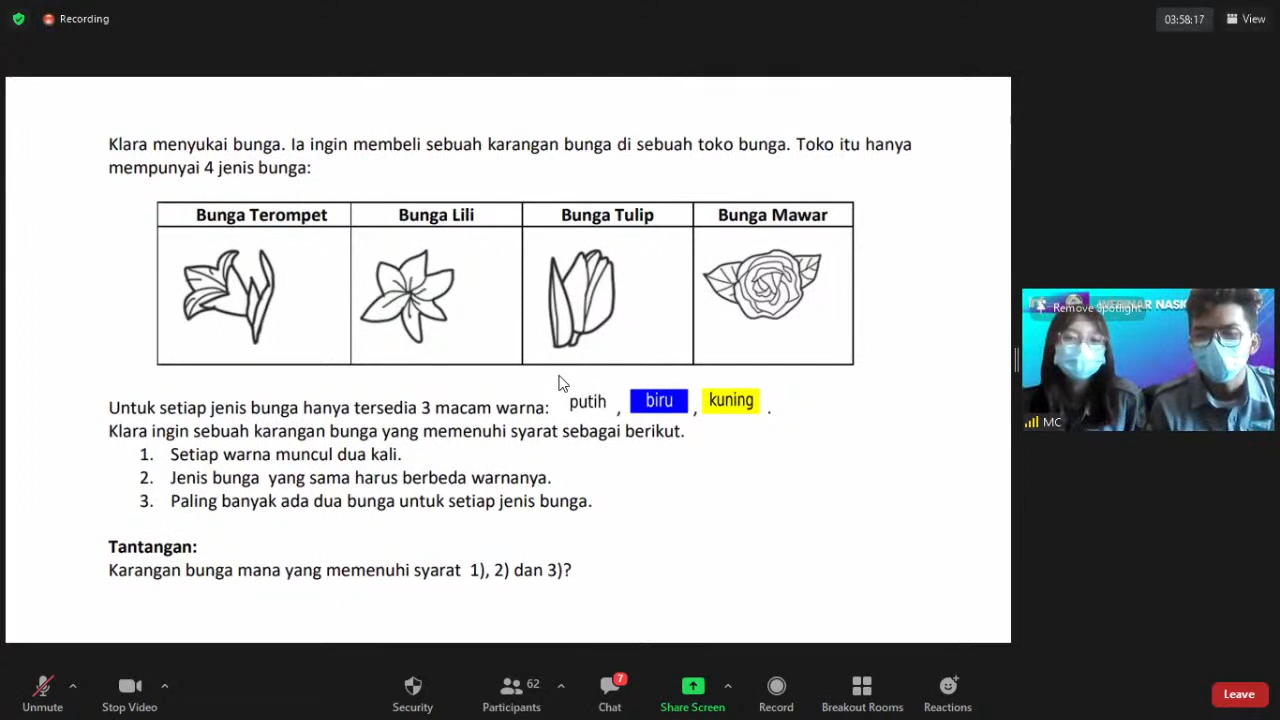 Recording
03:58:17
View
Klara menyukai bunga. Ia ingin membeli sebuah karangan bunga di sebuah toko bunga. Toko itu hanya
mempunyai 4 jenis bunga:
Bunga Terompet
Bunga Lili
Bunga Tulip
Bunga Mawar
Untuk setiap jenis bunga hanya tersedia 3 macam warna: putih , biru , kuning .
Klara ingin sebuah karangan bunga yang memenuhi syarat sebagai berikut.
1. Setiap warna muncul dua kali.
2. Jenis bunga yang sama harus berbeda warnanya.
3. Paling banyak ada dua bunga untuk setiap jenis bunga.
Tantangan:
Karangan bunga mana yang memenuhi syarat 1), 2) dan 3)?
Remove Spotlight
MC
Unmute
Stop Video
Security
62
Participants
7
Chat
Share Screen
Record
Breakout Rooms
Reactions
Leave